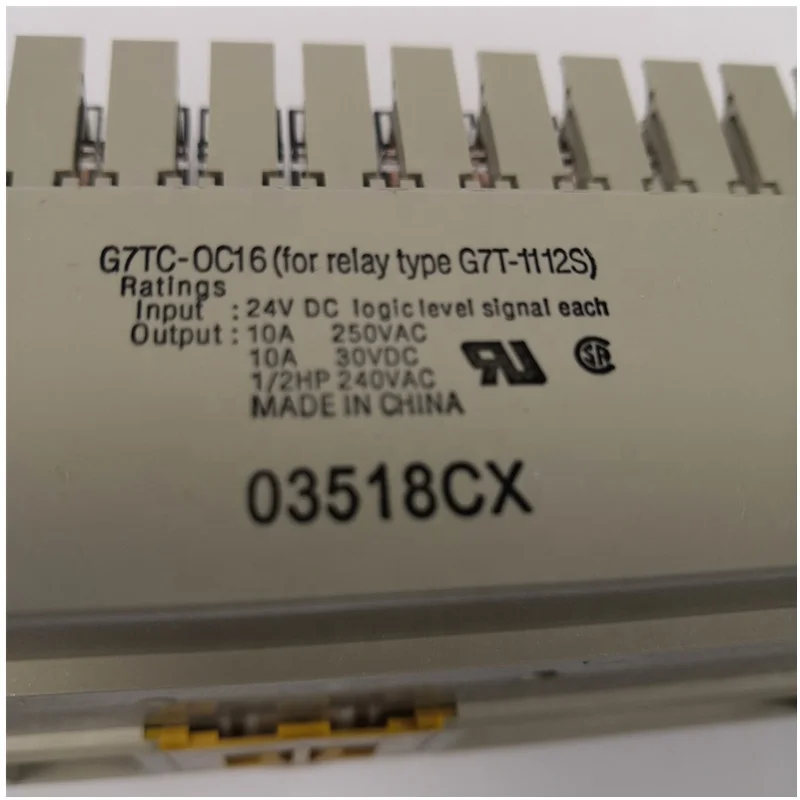 G7TC-OC16 (for relay type G7T-1112S)
Ratings
Input : 24V DC logic level signal each
Output : 10A 250VAC
10A 30VDC
1/2HP 240VAC
MADE IN CHINA
03518CX